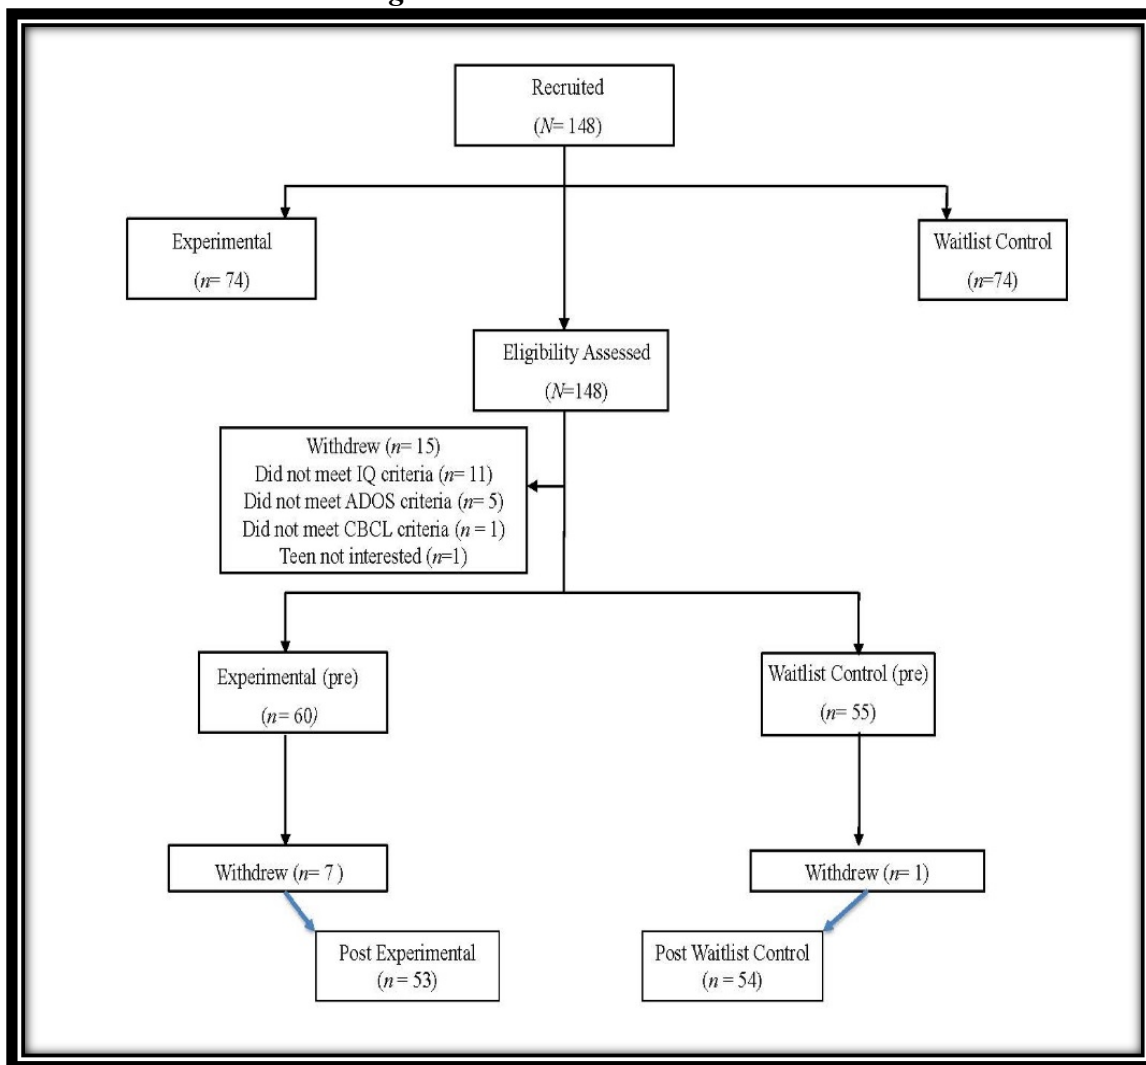 Recruited
(N= 148)
Experimental
(n= 74)
Waitlist Control
(n=74)
Eligibility Assessed
(N=148)
Withdrew (n= 15)
Did not meet IQ criteria (n= 11)
Did not meet ADOS criteria (n= 5)
Did not meet CBCL criteria (n = 1)
Teen not interested (n=1)
Experimental (pre)
(n= 60)
Waitlist Control (pre)
(n= 55)
Withdrew (n= 7 )
Withdrew (n= 1)
Post Experimental
(n = 53)
Post Waitlist Control
(n = 54)